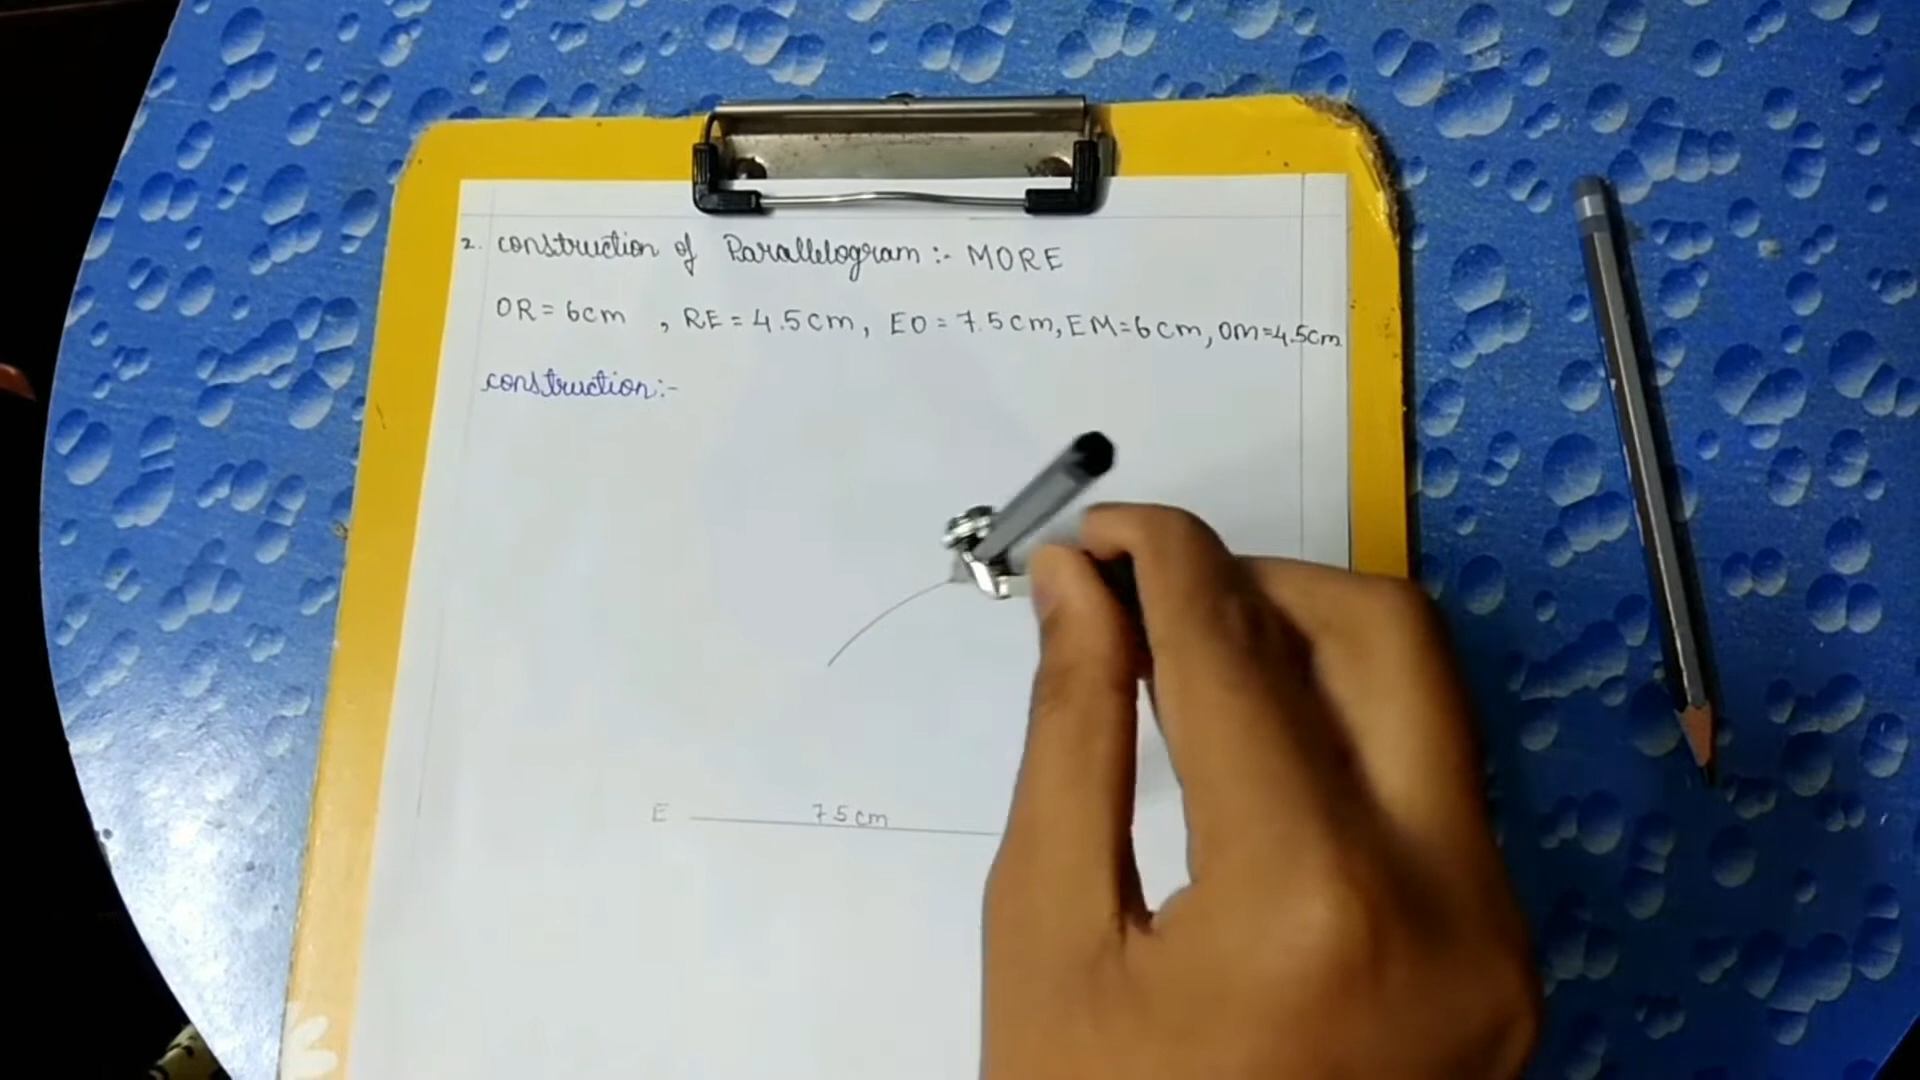 2. construction of Parallelogram :- MORE
OR = 6cm , RE = 4.5cm, EO = 7.5cm, EM=6cm, OM=4.5cm
construction:-
E 7.5cm